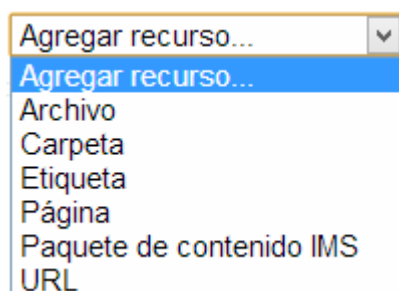 Agregar recurso...
Agregar recurso...
Archivo
Carpeta
Etiqueta
Página
Paquete de contenido IMS
URL